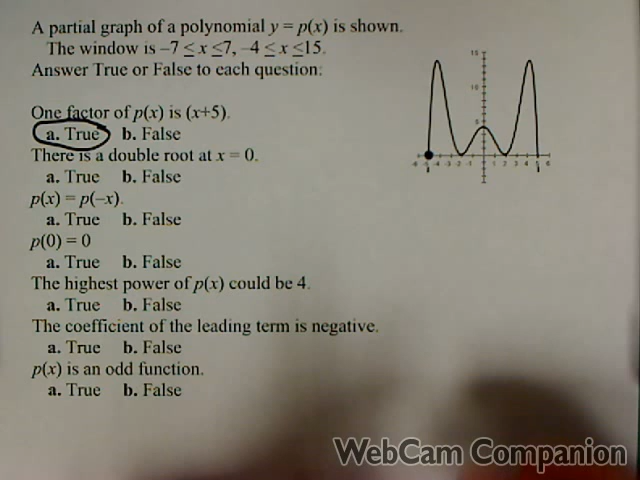 A partial graph of a polynomial y = p(x) is shown.
The window is –7 ≤ x ≤7, –4 ≤ x ≤15.
Answer True or False to each question:
One factor of p(x) is (x+5).
a. True b. False
There is a double root at x = 0.
a. True b. False
p(x) = p(–x).
a. True b. False
p(0) = 0
a. True b. False
The highest power of p(x) could be 4.
a. True b. False
The coefficient of the leading term is negative.
a. True b. False
p(x) is an odd function.
a. True b. False
15
10
5
WebCam Companion